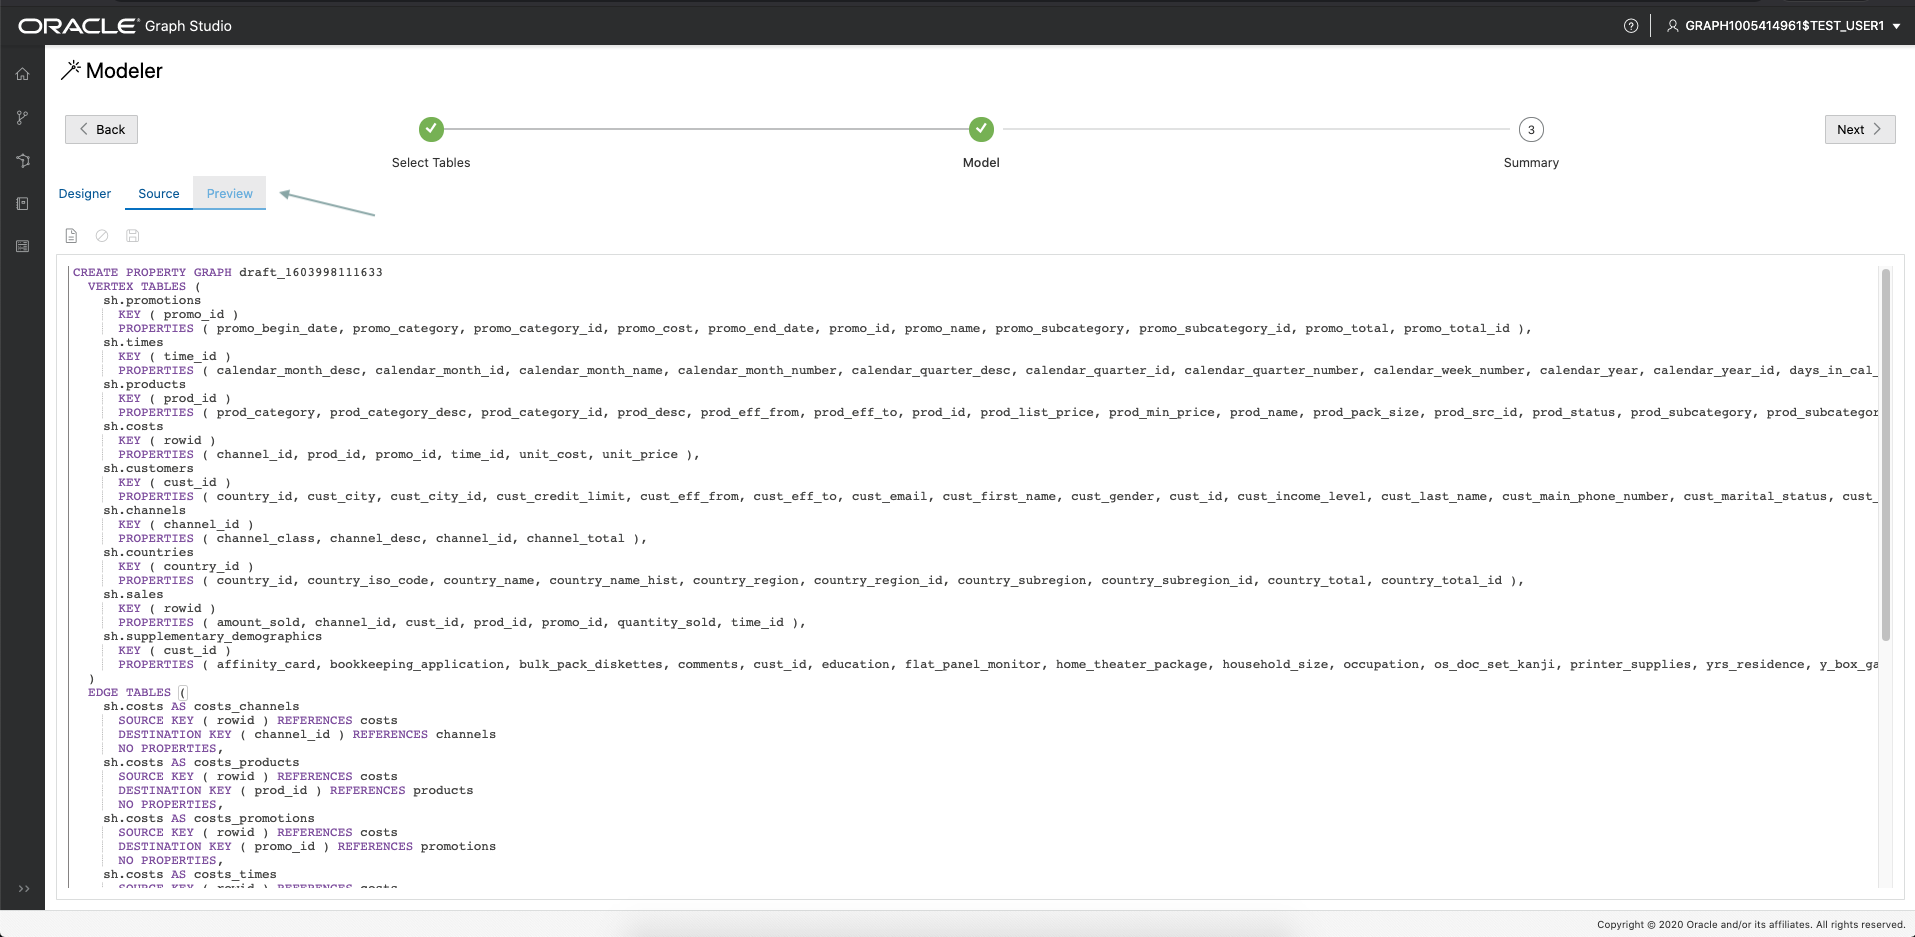 ORACLE® Graph Studio
GRAPH1005414961$TEST_USER1
Modeler
Back
Next
3
Select Tables
Model
Summary
Designer Source Preview
CREATE PROPERTY GRAPH draft_1603998111633
VERTEX TABLES (
sh.promotions
KEY ( promo_id )
PROPERTIES ( promo_begin_date, promo_category, promo_category_id, promo_cost, promo_end_date, promo_id, promo_name, promo_subcategory, promo_subcategory_id, promo_total, promo_total_id ),
sh.times
KEY ( time_id )
PROPERTIES ( calendar_month_desc, calendar_month_id, calendar_month_name, calendar_month_number, calendar_quarter_desc, calendar_quarter_id, calendar_quarter_number, calendar_week_number, calendar_year, calendar_year_id, days_in_cal_
sh.products
KEY ( prod_id )
PROPERTIES ( prod_category, prod_category_desc, prod_category_id, prod_desc, prod_eff_from, prod_eff_to, prod_id, prod_list_price, prod_min_price, prod_name, prod_pack_size, prod_src_id, prod_status, prod_subcategory, prod_subcategor
sh.costs
KEY ( rowid )
PROPERTIES ( channel_id, prod_id, promo_id, time_id, unit_cost, unit_price ),
sh.customers
KEY ( cust_id )
PROPERTIES ( country_id, cust_city, cust_city_id, cust_credit_limit, cust_eff_from, cust_eff_to, cust_email, cust_first_name, cust_gender, cust_id, cust_income_level, cust_last_name, cust_main_phone_number, cust_marital_status, cust_
sh.channels
KEY ( channel_id )
PROPERTIES ( channel_class, channel_desc, channel_id, channel_total ),
sh.countries
KEY ( country_id )
PROPERTIES ( country_id, country_iso_code, country_name, country_name_hist, country_region, country_region_id, country_subregion, country_subregion_id, country_total, country_total_id ),
sh.sales
KEY ( rowid )
PROPERTIES ( amount_sold, channel_id, cust_id, prod_id, promo_id, quantity_sold, time_id ),
sh.supplementary_demographics
KEY ( cust_id )
PROPERTIES ( affinity_card, bookkeeping_application, bulk_pack_diskettes, comments, cust_id, education, flat_panel_monitor, home_theater_package, household_size, occupation, os_doc_set_kanji, printer_supplies, yrs_residence, y_box_ga
)
EDGE TABLES (
sh.costs AS costs_channels
SOURCE KEY ( rowid ) REFERENCES costs
DESTINATION KEY ( channel_id ) REFERENCES channels
NO PROPERTIES,
sh.costs AS costs_products
SOURCE KEY ( rowid ) REFERENCES costs
DESTINATION KEY ( prod_id ) REFERENCES products
NO PROPERTIES,
sh.costs AS costs_promotions
SOURCE KEY ( rowid ) REFERENCES costs
DESTINATION KEY ( promo_id ) REFERENCES promotions
NO PROPERTIES,
sh.costs AS costs_times
SOURCE KEY ( rowid ) REFERENCES costs
Copyright © 2020 Oracle and/or its affiliates. All rights reserved.